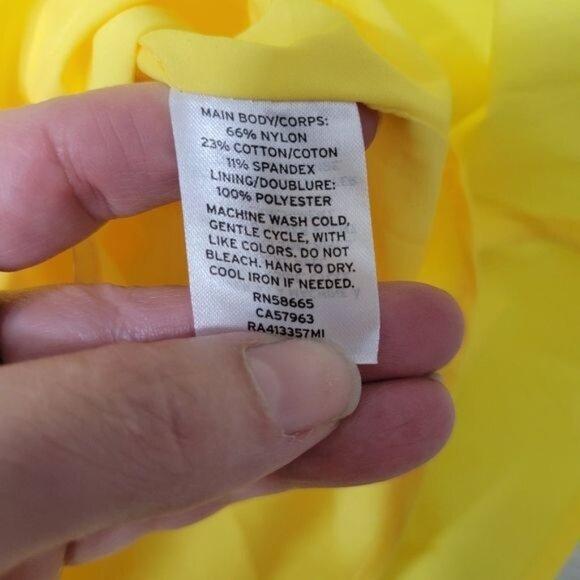 MAIN BODY/CORPS:
66% NYLON
23% COTTON/COTON
11% SPANDEX
LINING/DOUBLURE:
100% POLYESTER
MACHINE WASH COLD,
GENTLE CYCLE, WITH
LIKE COLORS. DO NOT
BLEACH. HANG TO DRY.
COOL IRON IF NEEDED.
RN58665
CA57963
RA413357MI